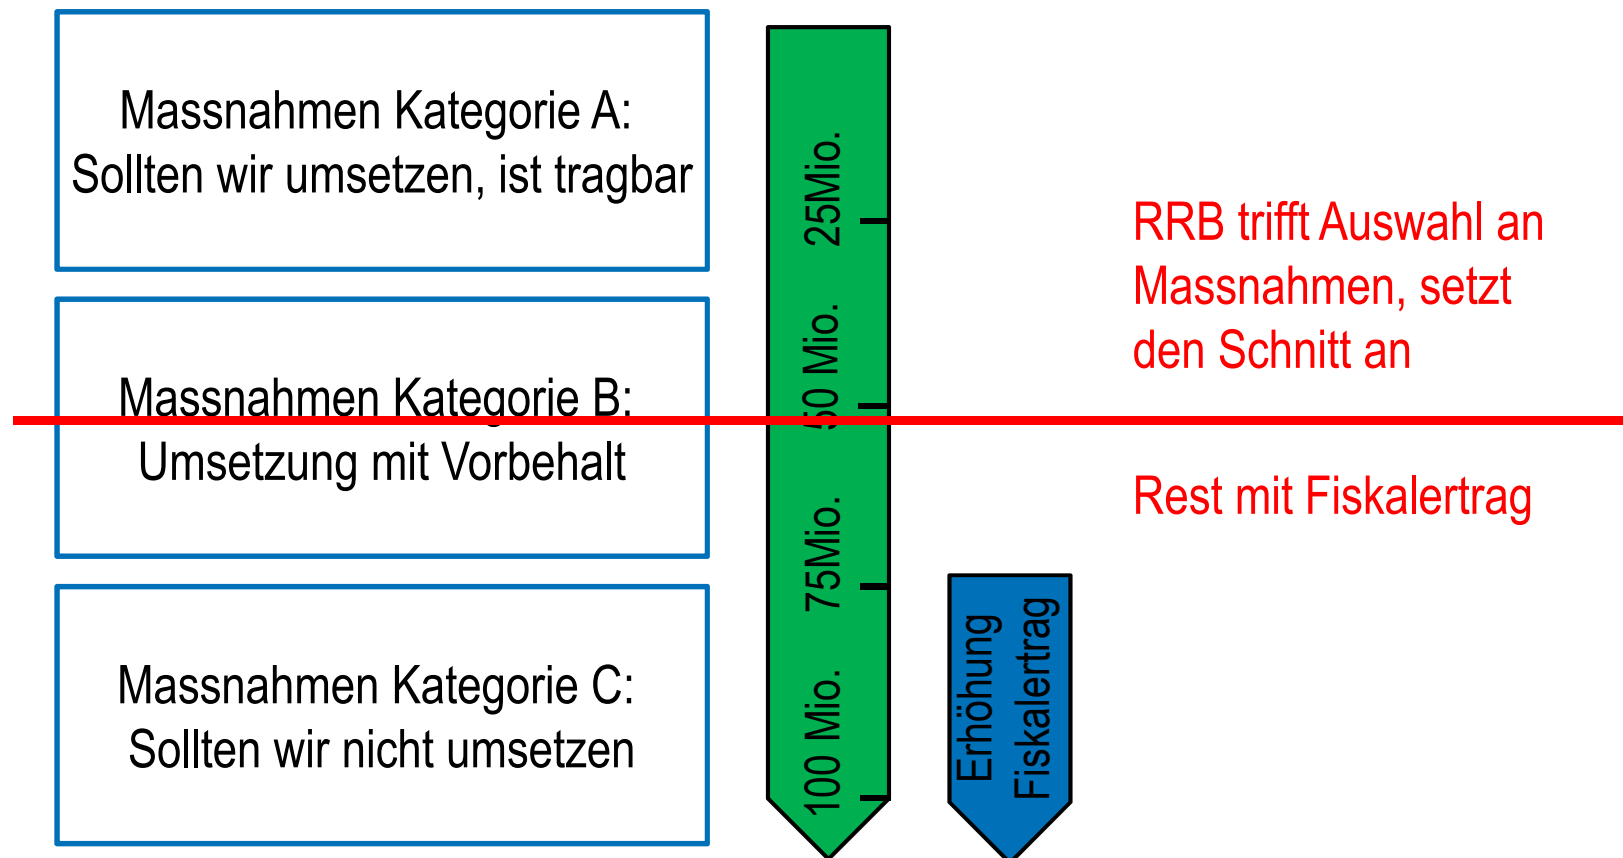 Massnahmen Kategorie A:
Sollten wir umsetzen, ist tragbar
Massnahmen Kategorie B:
Umsetzung mit Vorbehalt
Massnahmen Kategorie C:
Sollten wir nicht umsetzen
25Mio.
50 Mio.
75Mio.
100 Mio.
Erhöhung
Fiskalertrag
RRB trifft Auswahl an
Massnahmen, setzt
den Schnitt an
Rest mit Fiskalertrag